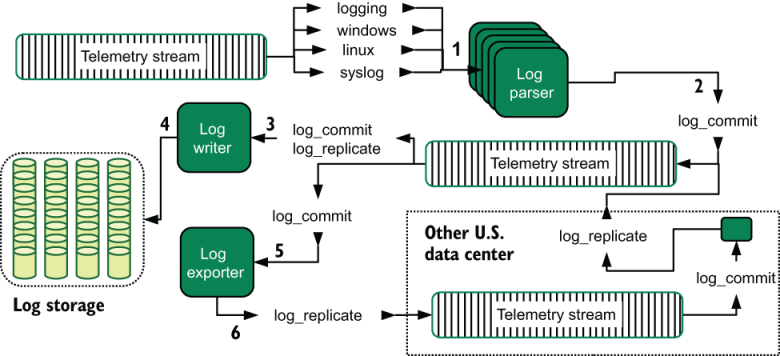 logging
windows
Telemetry stream
linux
syslog
1
Log
parser
2
log_commit
4
Log
writer
3
log_commit
log_replicate
Telemetry stream
log_commit
Other U.S.
data center
log_replicate
log_commit
Log
exporter
5
Log storage
6
log_replicate
Telemetry stream